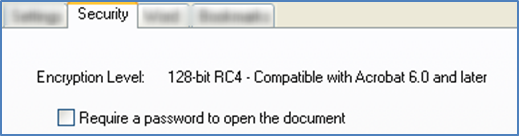 Security
Encryption Level: 128-bit RC4 - Compatible with Acrobat 6.0 and later
Require a password to open the document